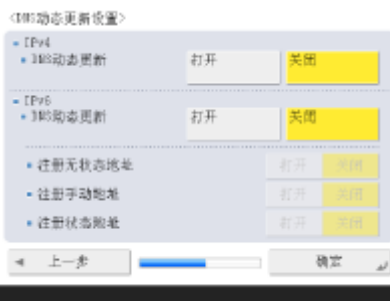 <DNS动态更新设置>
IPv4
DNS动态更新 打开 关闭
IPv6
DNS动态更新 打开 关闭
注册无状态地址 打开 关闭
注册手动地址 打开 关闭
注册状态地址 打开 关闭
上一步 确定